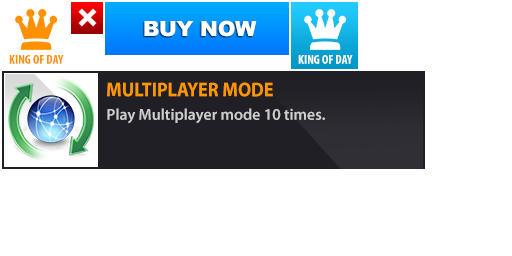 KING OF DAY
BUY NOW
KING OF DAY
MULTIPLAYER MODE
Play Multiplayer mode 10 times.